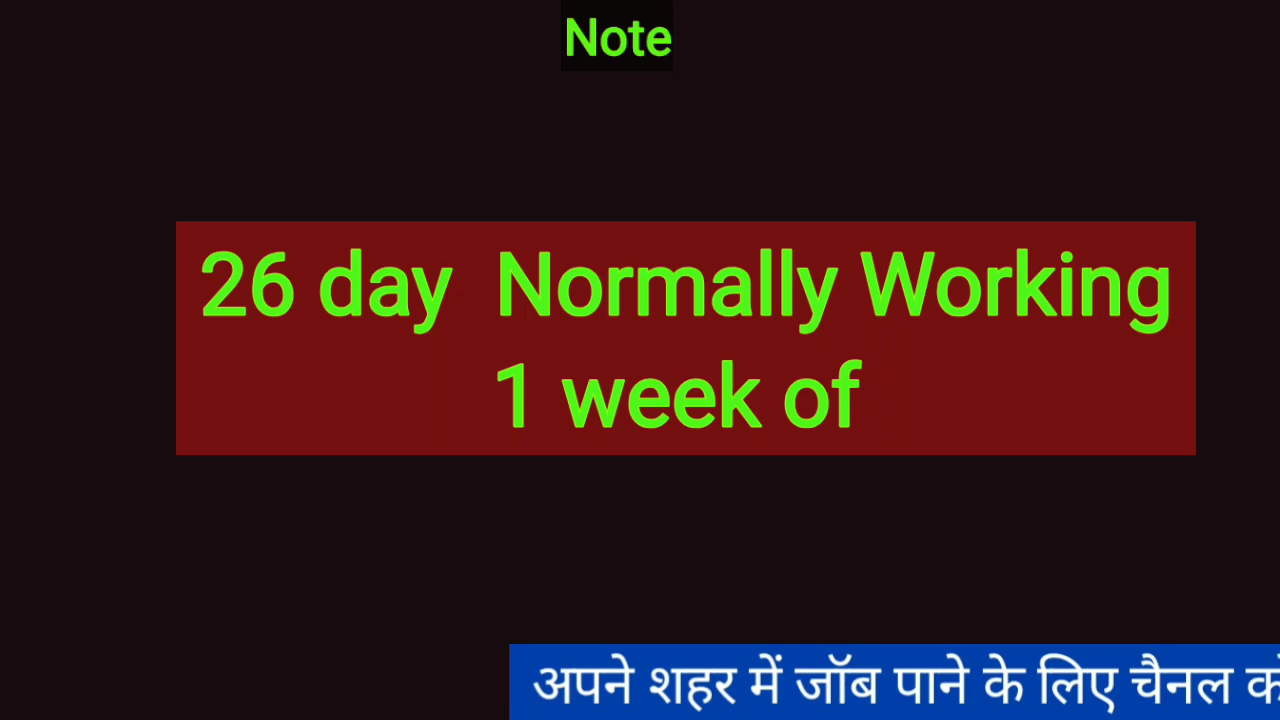 Note
26 day Normally Working
1 week of
अपने शहर में जॉब पाने के लिए चैनल